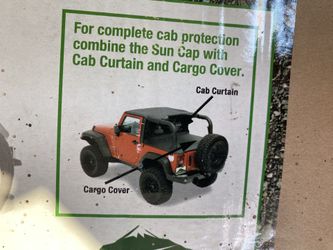 For complete cab protection
combine the Sun Cap with
Cab Curtain and Cargo Cover.
Cab Curtain
Cargo Cover